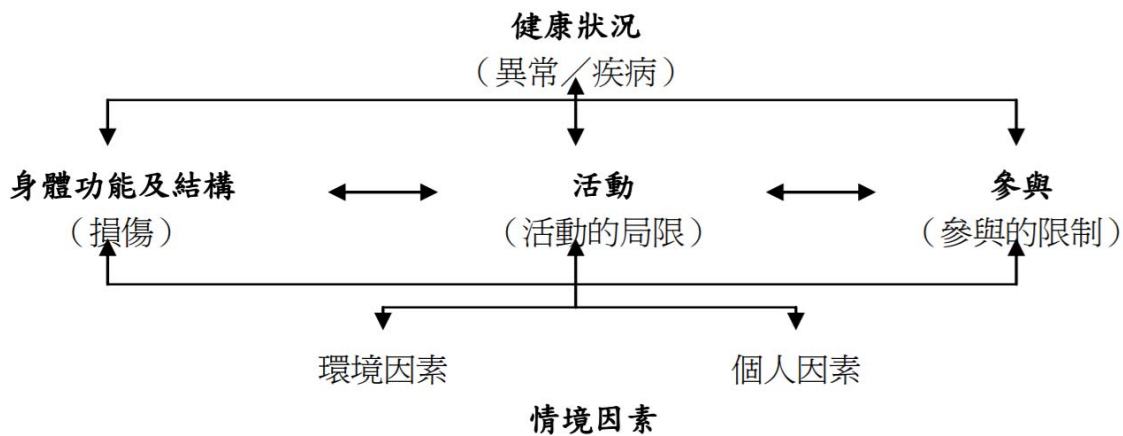 健康狀況
（異常／疾病）
身體功能及結構 活動 參與
（損傷） （活動的局限） （參與的限制）
環境因素 個人因素
情境因素